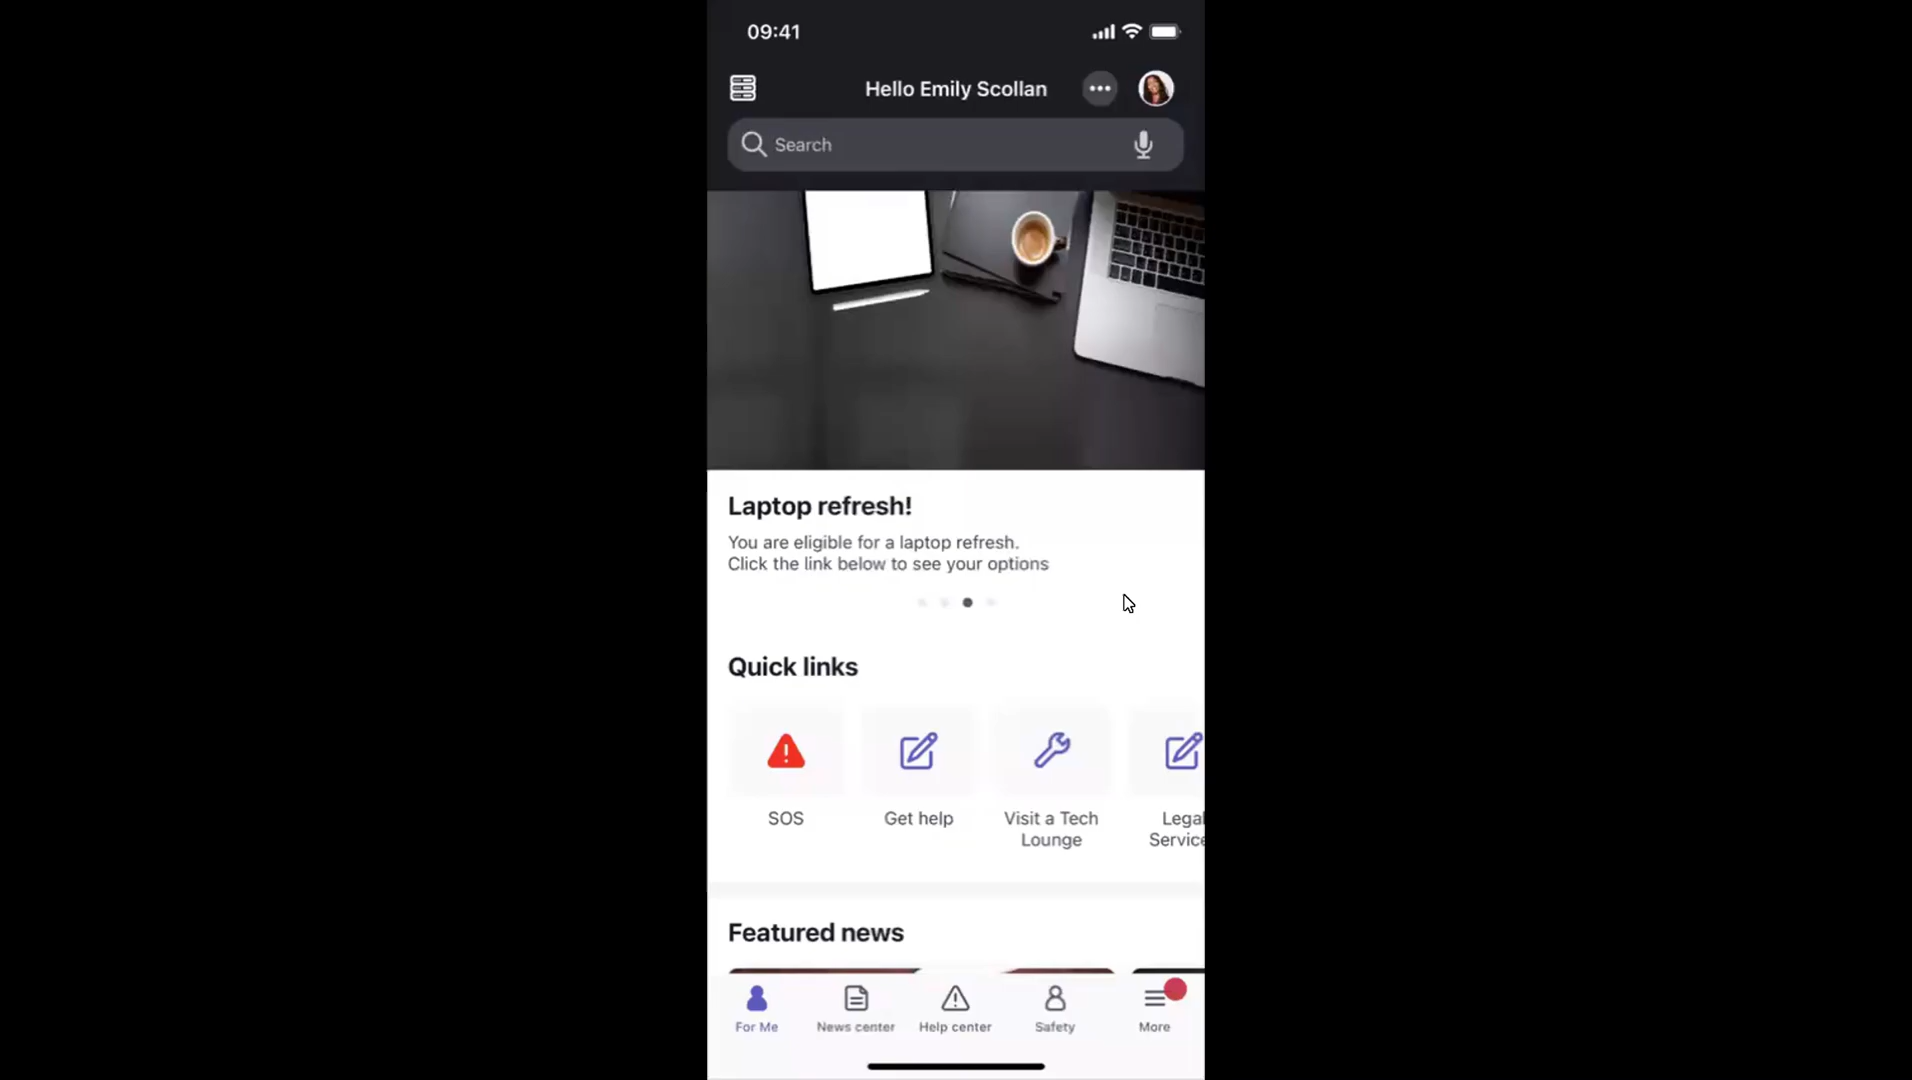 09:41
Hello Emily Scollan
Search
Laptop refresh!
You are eligible for a laptop refresh.
Click the link below to see your options
Quick links
SOS
Get help
Visit a Tech
Lounge
Legal
Service
Featured news
For Me
News center
Help center
Safety
More